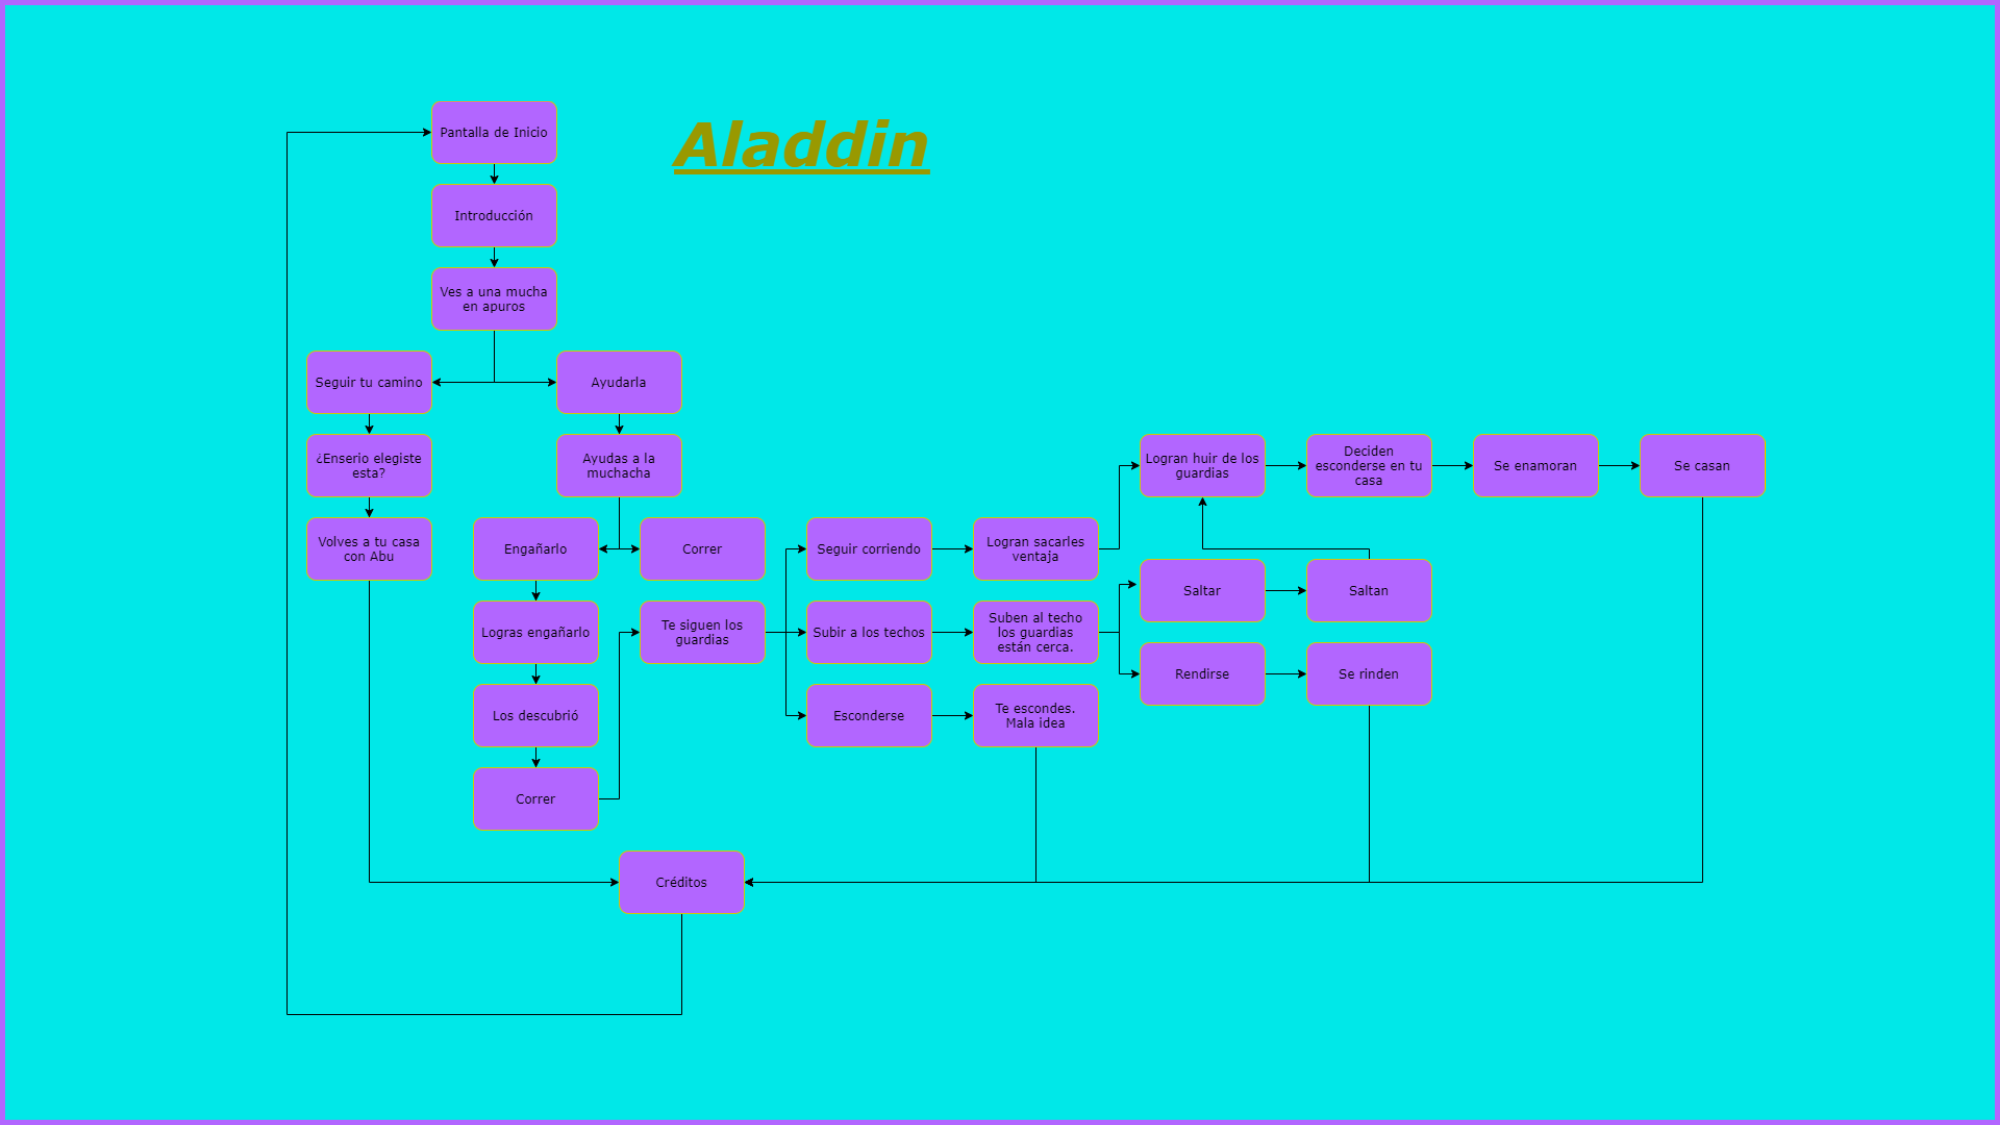 Pantalla de Inicio
Aladdin
Introducción
Ves a una mucha
en apuros
Seguir tu camino
Ayudarla
¿Enserio elegiste
esta?
Ayudas a la
muchacha
Logran huir de los
guardias
Deciden
esconderse en tu
casa
Se enamoran
Se casan
Volves a tu casa
con Abu
Engañarlo
Correr
Seguir corriendo
Logran sacarles
ventaja
Saltar
Saltan
Logras engañarlo
Te siguen los
guardias
Subir a los techos
Suben al techo
los guardias
están cerca.
Rendirse
Se rinden
Los descubrió
Esconderse
Te escondes.
Mala idea
Correr
Créditos